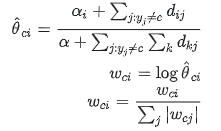 \hat{\theta}_{ci} = \frac{\alpha_i + \sum_{j:y_j \neq c} d_{ij}}{\alpha + \sum_{j:y_j \neq c} \sum_k d_{kj}}
w_{ci} = \log \hat{\theta}_{ci}
w_{ci} = \frac{w_{ci}}{\sum_j |w_{cj}|}